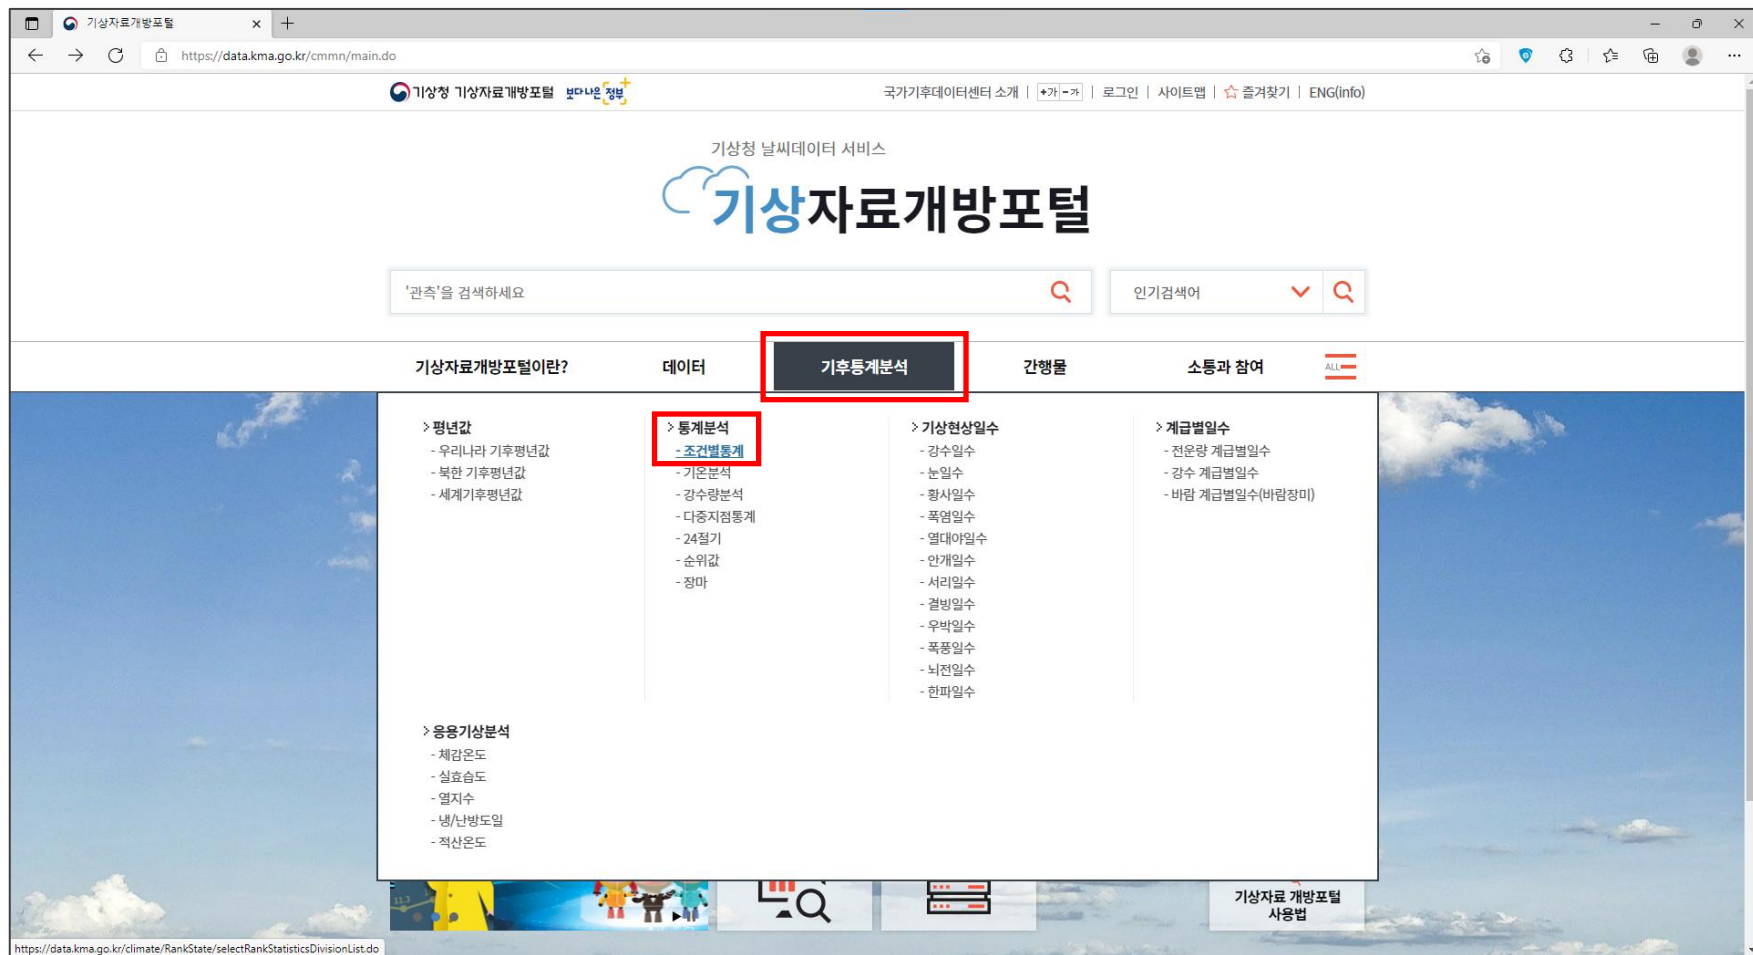 기상자료개방포털
https://data.kma.go.kr/cmmn/main.do
기상청 기상자료개방포털 보다나은 정부
국가기후데이터센터 소개 | +가 -가 | 로그인 | 사이트맵 | 즐겨찾기 | ENG(info)
기상청 날씨데이터 서비스
기상자료개방포털
'관측'을 검색하세요
인기검색어
기상자료개방포털이란? 데이터 기후통계분석 간행물 소통과 참여 ALL
> 평년값
- 우리나라 기후평년값
- 북한 기후평년값
- 세계기후평년값
> 통계분석
- 조건별통계
- 기온분석
- 강수량분석
- 다중지점통계
- 24절기
- 순위값
- 장마
> 기상현상일수
- 강수일수
- 눈일수
- 황사일수
- 폭염일수
- 열대야일수
- 안개일수
- 서리일수
- 결빙일수
- 우박일수
- 폭풍일수
- 뇌전일수
- 한파일수
> 계급별일수
- 전운량 계급별일수
- 강수 계급별일수
- 바람 계급별일수(바람장미)
> 응용기상분석
- 체감온도
- 실효습도
- 열지수
- 냉/난방도일
- 적산온도
11.3
기상자료 개방포털
사용법
https://data.kma.go.kr/climate/RankState/selectRankStatisticsDivisionList.do